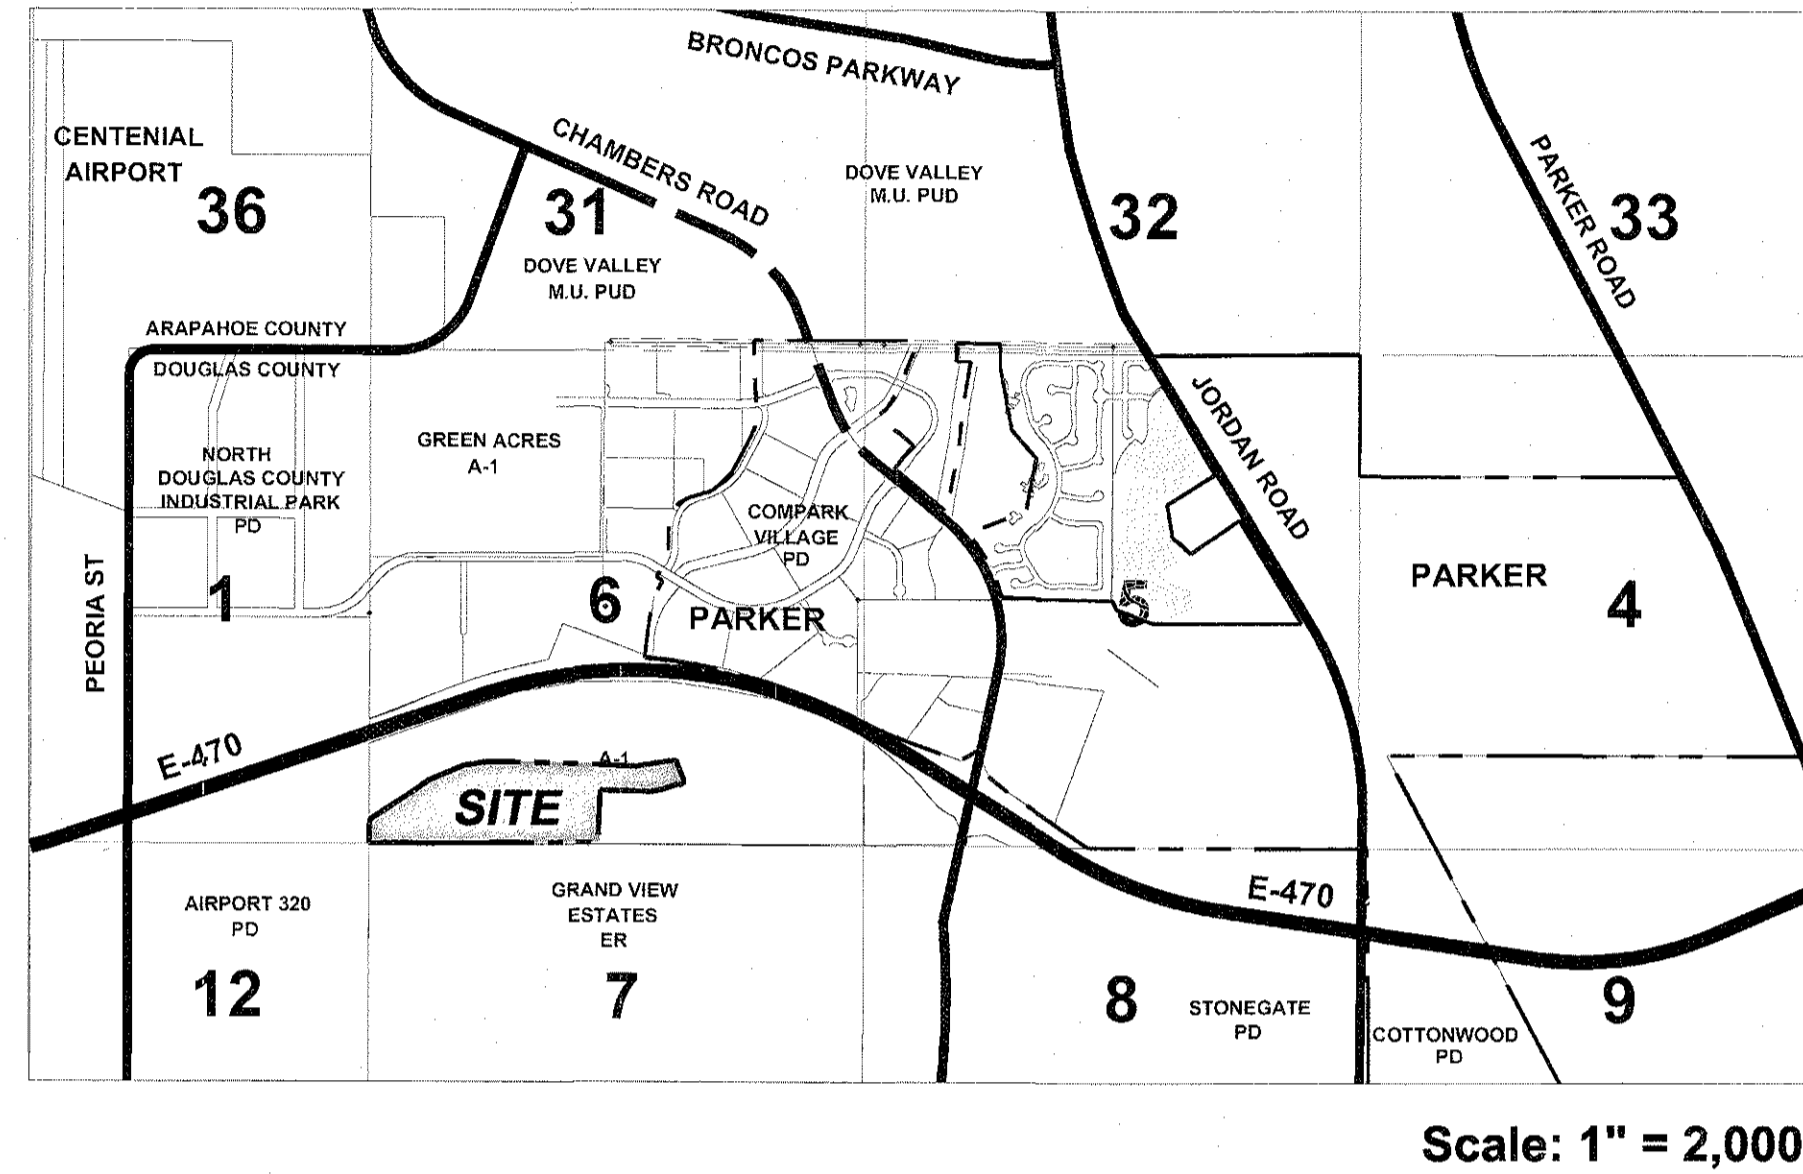 BRONCOS PARKWAY
CENTENIAL
AIRPORT
36
CHAMBERS ROAD
31
DOVE VALLEY
M.U. PUD
DOVE VALLEY
M.U. PUD
32
PARKER ROAD
33
ARAPAHOE COUNTY
DOUGLAS COUNTY
NORTH
DOUGLAS COUNTY
INDUSTRIAL PARK
PD
GREEN ACRES
A-1
JORDAN ROAD
COMPARK
VILLAGE
PD
PEORIA ST
1
6
PARKER
5
PARKER
4
E-470
A-1
SITE
AIRPORT 320
PD
12
GRAND VIEW
ESTATES
ER
7
E-470
8
STONEGATE
PD
9
COTTONWOOD
PD
Scale: 1" = 2,000